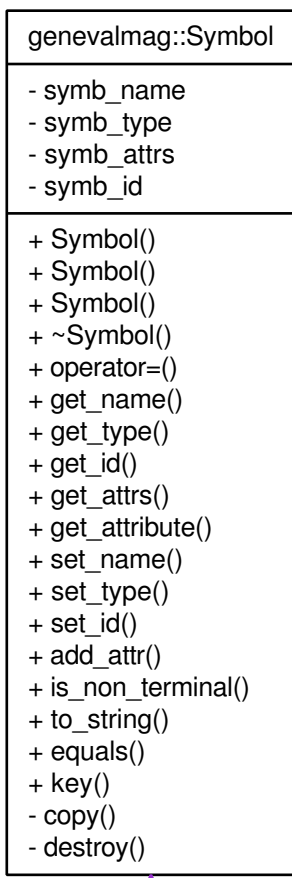 genevalmag::Symbol
- symb_name
- symb_type
- symb_attrs
- symb_id
+ Symbol()
+ Symbol()
+ Symbol()
+ ~Symbol()
+ operator=()
+ get_name()
+ get_type()
+ get_id()
+ get_attrs()
+ get_attribute()
+ set_name()
+ set_type()
+ set_id()
+ add_attr()
+ is_non_terminal()
+ to_string()
+ equals()
+ key()
- copy()
- destroy()